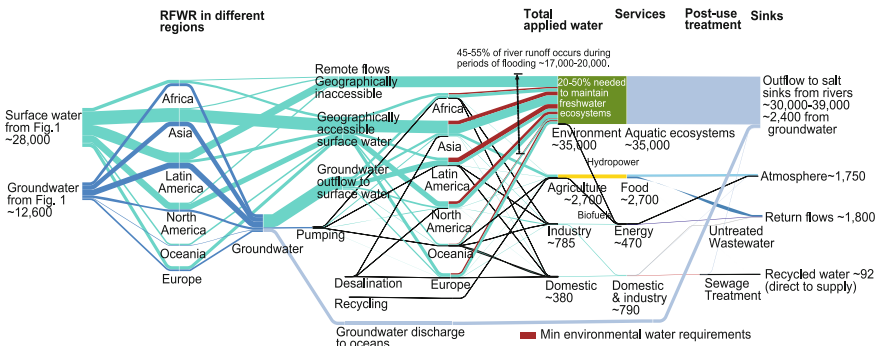 RFWR in different
regions
Total
applied water
Services
Post-use
treatment
Sinks
45-55% of river runoff occurs during
periods of flooding ~17,000-20,000.
Remote flows
Geographically
inaccessible
20-50% needed
to maintain
freshwater
ecosystems
Outflow to salt
sinks from rivers
~30,000-39,000
~2,400 from
groundwater
Surface water
from Fig.1
~28,000
Africa
Africa
Geographically
accessible
surface water
Asia
Asia
Environment
~35,000
Aquatic ecosystems
~35,000
Hydropower
Groundwater
from Fig. 1
~12,600
Latin
America
Groundwater
outflow to
surface water
Latin
America
Agriculture
~2,700
Food
~2,700
Atmosphere~1,750
Biofuels
North
America
North
America
Return flows ~1,800
Groundwater
Pumping
Industry
~785
Energy
~470
Untreated
Wastewater
Oceania
Oceania
Europe
Desalination
Europe
Domestic
~380
Domestic
& industry
~790
Sewage
Treatment
Recycled water ~92
(direct to supply)
Recycling
Groundwater discharge
to oceans
Min environmental water requirements